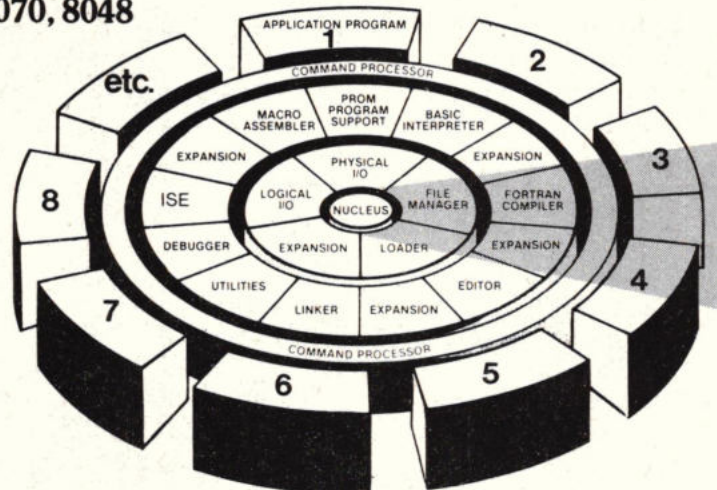 070, 8048
APPLICATION PROGRAM
1
2
3
4
5
6
7
8
etc.
COMMAND PROCESSOR
MACRO
ASSEMBLER
PROM
PROGRAM
SUPPORT
BASIC
INTERPRETER
EXPANSION
EXPANSION
PHYSICAL
I/O
ISE
LOGICAL
I/O
NUCLEUS
FILE
MANAGER
FORTRAN
COMPILER
DEBUGGER
EXPANSION
LOADER
EXPANSION
UTILITIES
LINKER
EXPANSION
EDITOR
COMMAND PROCESSOR